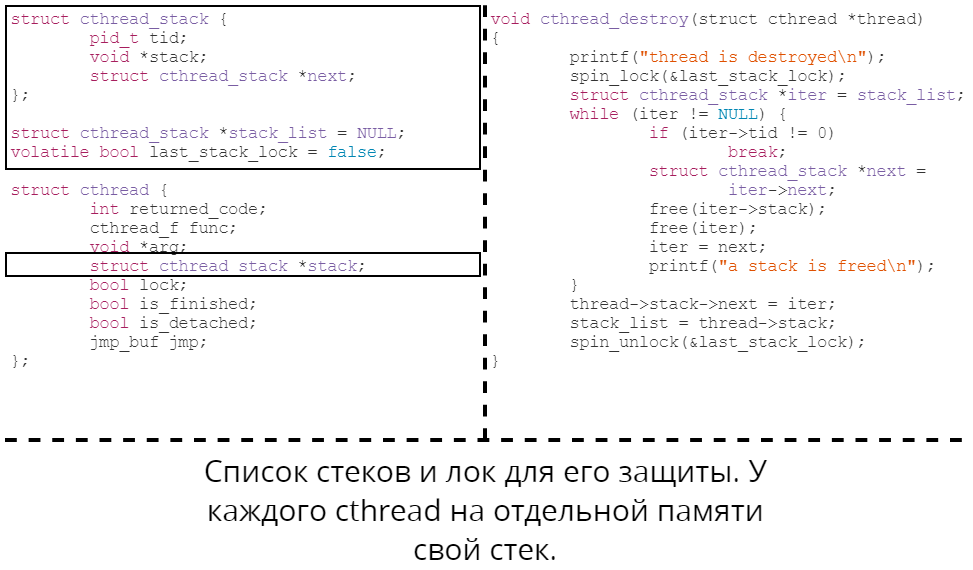 struct cthread_stack {
pid_t tid;
void *stack;
struct cthread_stack *next;
};
struct cthread_stack *stack_list = NULL;
volatile bool last_stack_lock = false;
struct cthread {
int returned_code;
cthread_f func;
void *arg;
struct cthread_stack *stack;
bool lock;
bool is_finished;
bool is_detached;
jmp_buf jmp;
};
void cthread_destroy(struct cthread *thread)
{
printf("thread is destroyed\n");
spin_lock(&last_stack_lock);
struct cthread_stack *iter = stack_list;
while (iter != NULL) {
if (iter->tid != 0)
break;
struct cthread_stack *next =
iter->next;
free(iter->stack);
free(iter);
iter = next;
printf("a stack is freed\n");
}
thread->stack->next = iter;
stack_list = thread->stack;
spin_unlock(&last_stack_lock);
}
Список стеков и лок для его защиты. У
каждого cthread на отдельной памяти
свой стек.